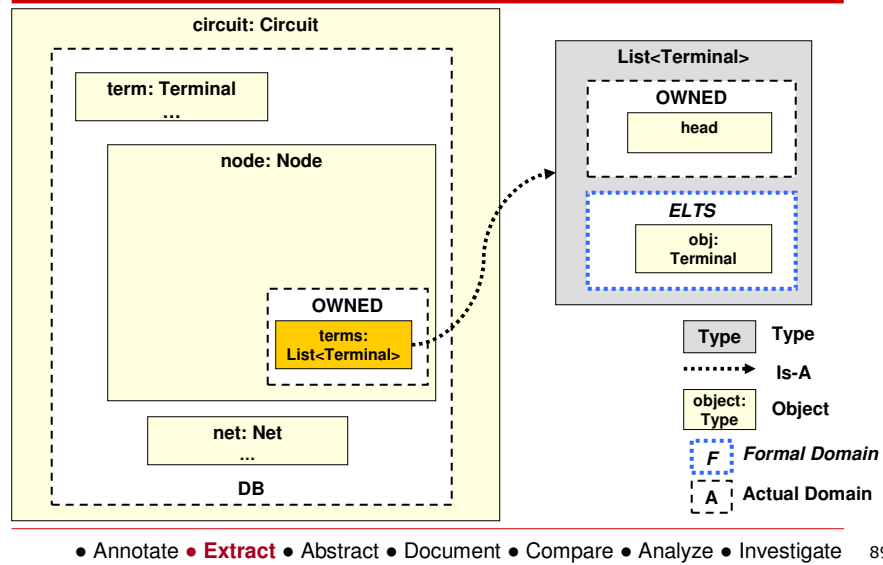 circuit: Circuit
term: Terminal
...
node: Node
OWNED
terms:
List<Terminal>
net: Net
...
DB
List<Terminal>
OWNED
head
ELTS
obj:
Terminal
Type Type
Is-A
object:
Type
Object
F Formal Domain
A Actual Domain
● Annotate ● Extract ● Abstract ● Document ● Compare ● Analyze ● Investigate 89